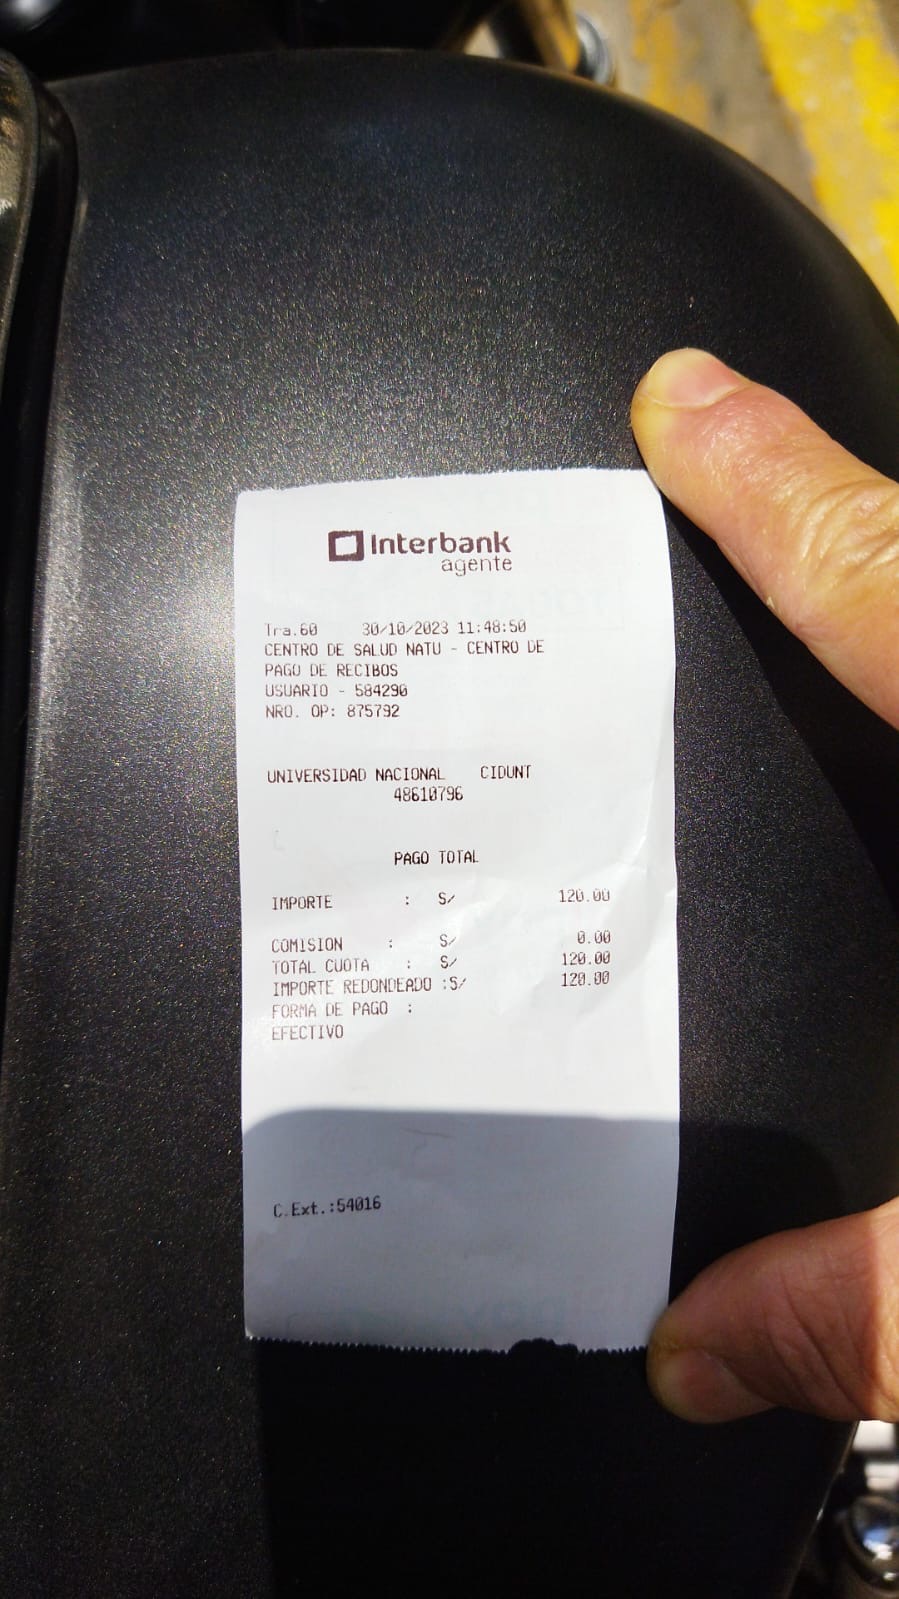 Interbank
agente
Tra.60 30/10/2023 11:48:50
CENTRO DE SALUD NATU - CENTRO DE
PAGO DE RECIBOS
USUARIO - 584290
NRO. OP: 875792
UNIVERSIDAD NACIONAL CIDUNT
48610796
PAGO TOTAL
IMPORTE : S/ 120.00
COMISION : S/ 0.00
TOTAL CUOTA : S/ 120.00
IMPORTE REDONDEADO :S/ 120.00
FORMA DE PAGO :
EFECTIVO
C.Ext.:54016